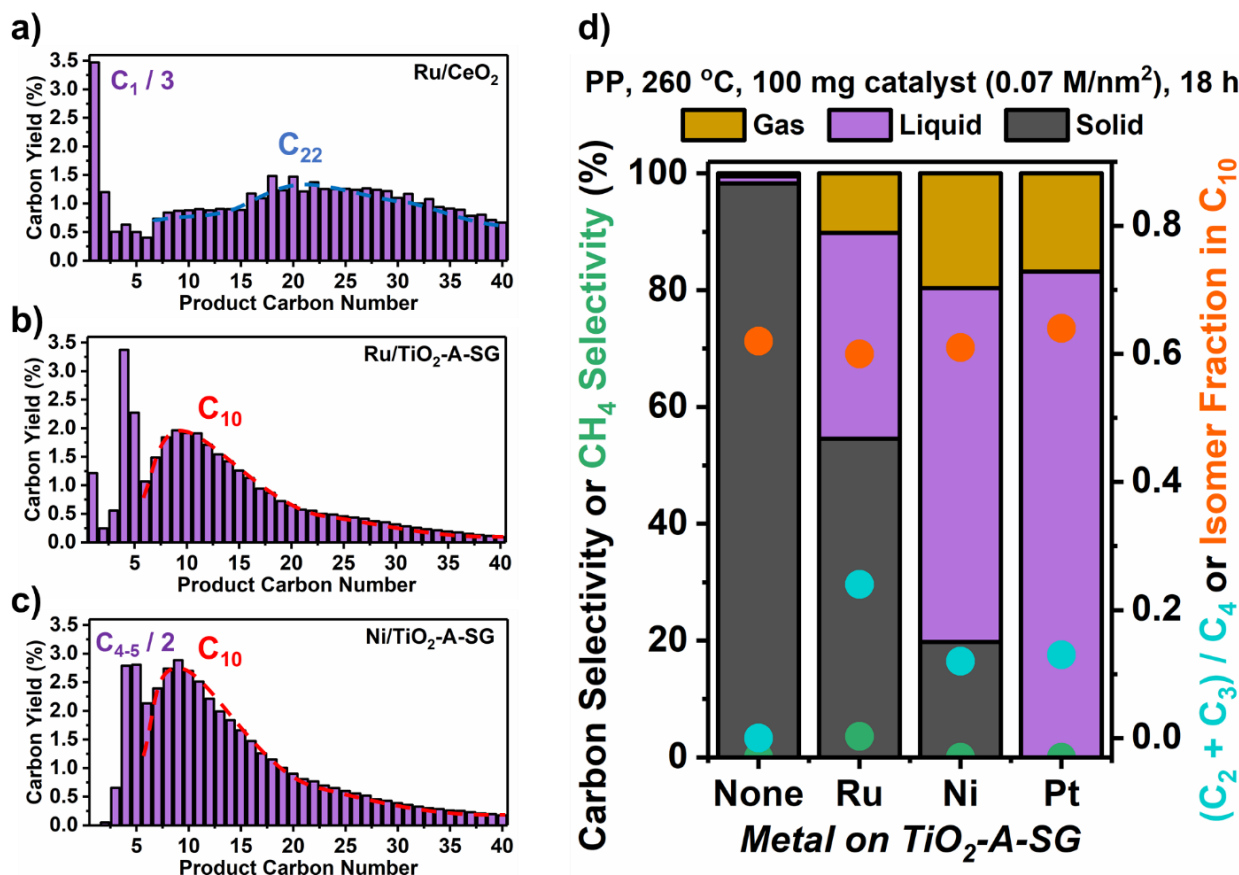 a)
3.5
3.0
2.5
2.0
1.5
1.0
0.5
0.0
Carbon Yield (%)
C₁ / 3
Ru/CeO₂
C₂₂
5 10 15 20 25 30 35 40
Product Carbon Number
b)
3.5
3.0
2.5
2.0
1.5
1.0
0.5
0.0
Carbon Yield (%)
Ru/TiO₂-A-SG
C₁₀
5 10 15 20 25 30 35 40
Product Carbon Number
c)
3.5
3.0
2.5
2.0
1.5
1.0
0.5
0.0
Carbon Yield (%)
C₄₋₅ / 2
C₁₀
Ni/TiO₂-A-SG
5 10 15 20 25 30 35 40
Product Carbon Number
d)
PP, 260 °C, 100 mg catalyst (0.07 M/nm²), 18 h
Gas Liquid Solid
Carbon Selectivity or CH₄ Selectivity (%)
100
80
60
40
20
0
0.8
0.6
0.4
0.2
0.0
(C₂ + C₃) / C₄ or Isomer Fraction in C₁₀
None Ru Ni Pt
Metal on TiO₂-A-SG